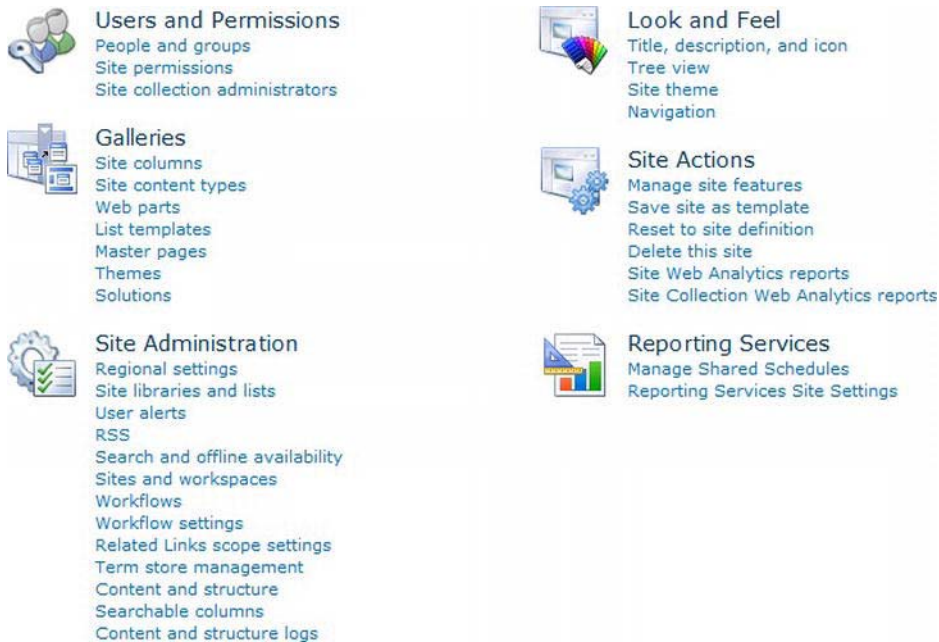 Users and Permissions
People and groups
Site permissions
Site collection administrators
Galleries
Site columns
Site content types
Web parts
List templates
Master pages
Themes
Solutions
Site Administration
Regional settings
Site libraries and lists
User alerts
RSS
Search and offline availability
Sites and workspaces
Workflows
Workflow settings
Related Links scope settings
Term store management
Content and structure
Searchable columns
Content and structure logs
Look and Feel
Title, description, and icon
Tree view
Site theme
Navigation
Site Actions
Manage site features
Save site as template
Reset to site definition
Delete this site
Site Web Analytics reports
Site Collection Web Analytics reports
Reporting Services
Manage Shared Schedules
Reporting Services Site Settings